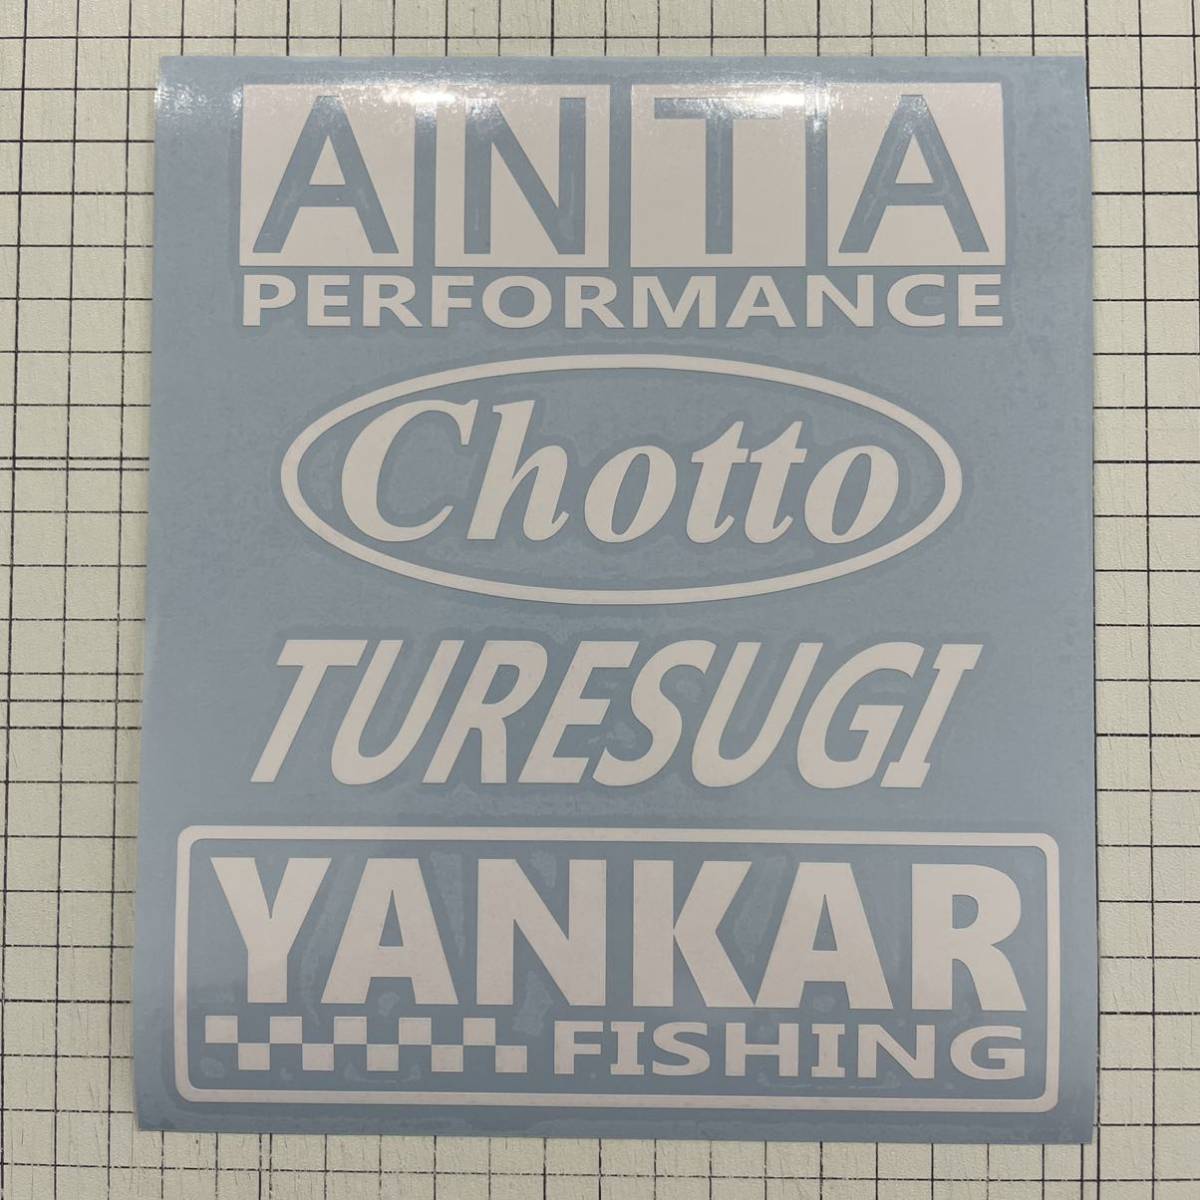 ANTA
PERFORMANCE
Chotto
TURESUGI
YANKAR
FISHING